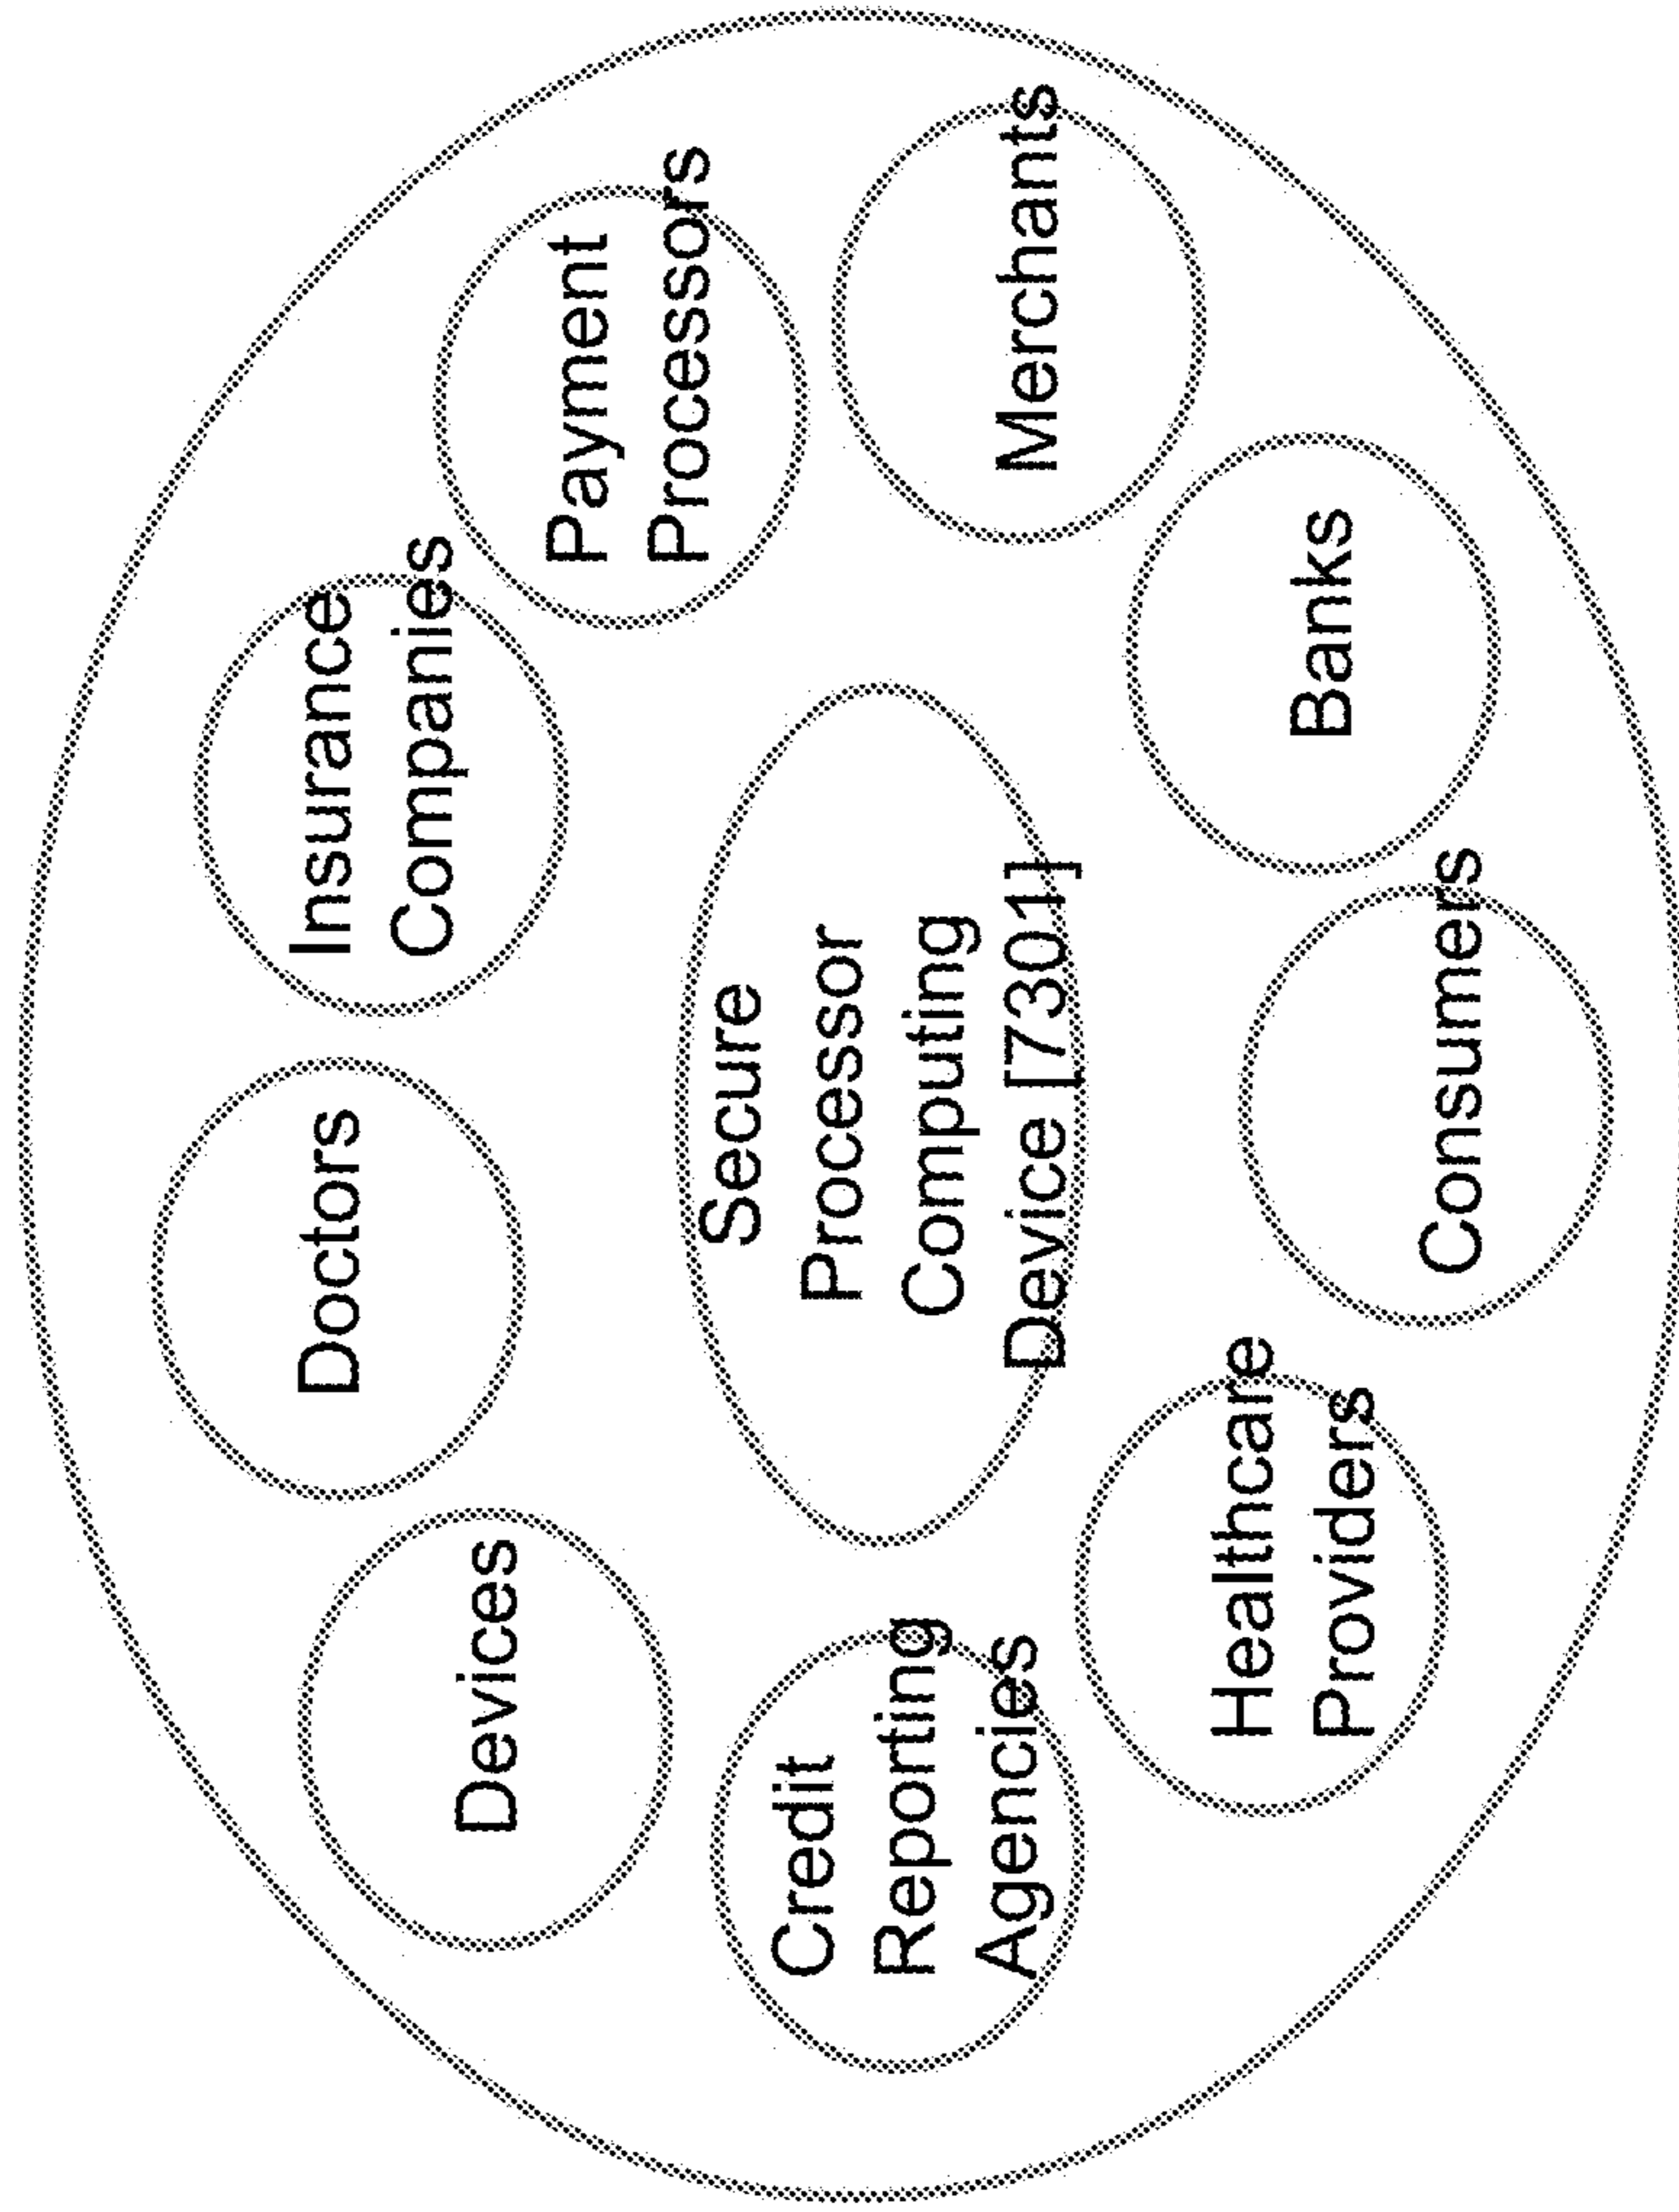 Doctors
Insurance
Companies
Devices
Payment
Processors
Secure
Processor
Computing
Device [7301]
Credit
Reporting
Agencies
Merchants
Healthcare
Providers
Banks
Consumers